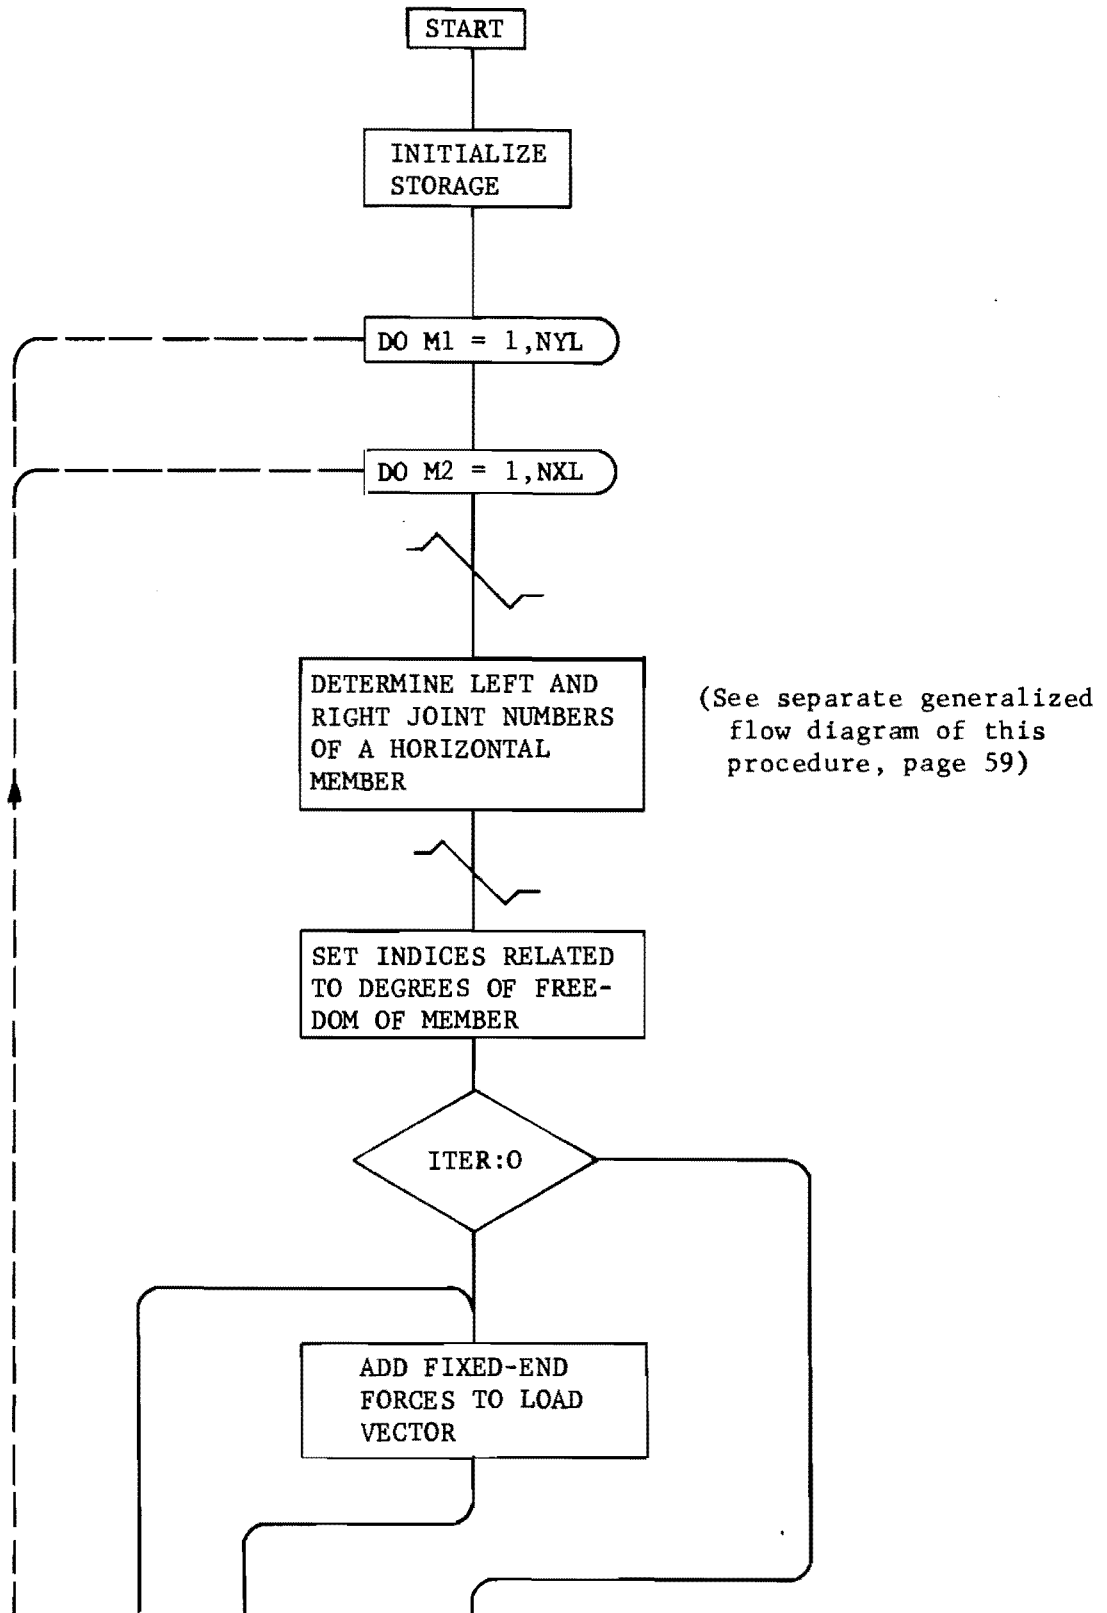 START
INITIALIZE
STORAGE
DO M1 = 1,NYL
DO M2 = 1,NXL
DETERMINE LEFT AND
RIGHT JOINT NUMBERS
OF A HORIZONTAL
MEMBER
(See separate generalized
flow diagram of this
procedure, page 59)
SET INDICES RELATED
TO DEGREES OF FREE-
DOM OF MEMBER
ITER:0
ADD FIXED-END
FORCES TO LOAD
VECTOR